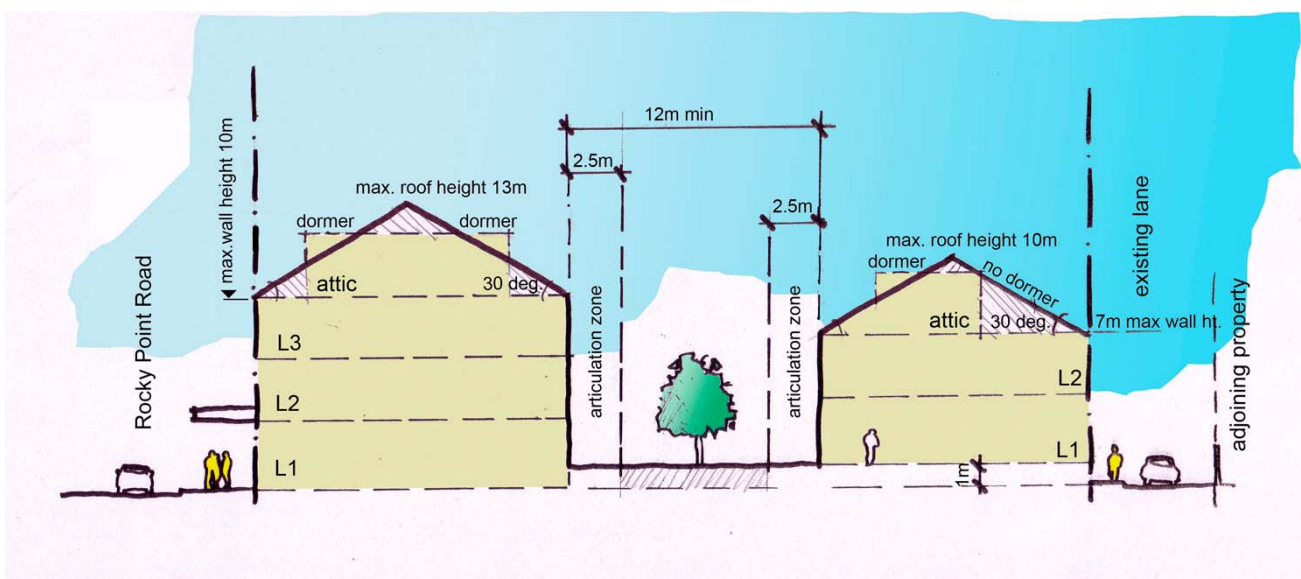 12m min
2.5m
2.5m
max.wall height 10m
max. roof height 13m
dormer
dormer
attic
30 deg.
Rocky Point Road
L3
L2
L1
articulation zone
articulation zone
max. roof height 10m
dormer
no dormer
attic
30 deg.
7m max wall ht.
L2
L1
1m
existing lane
adjoining property